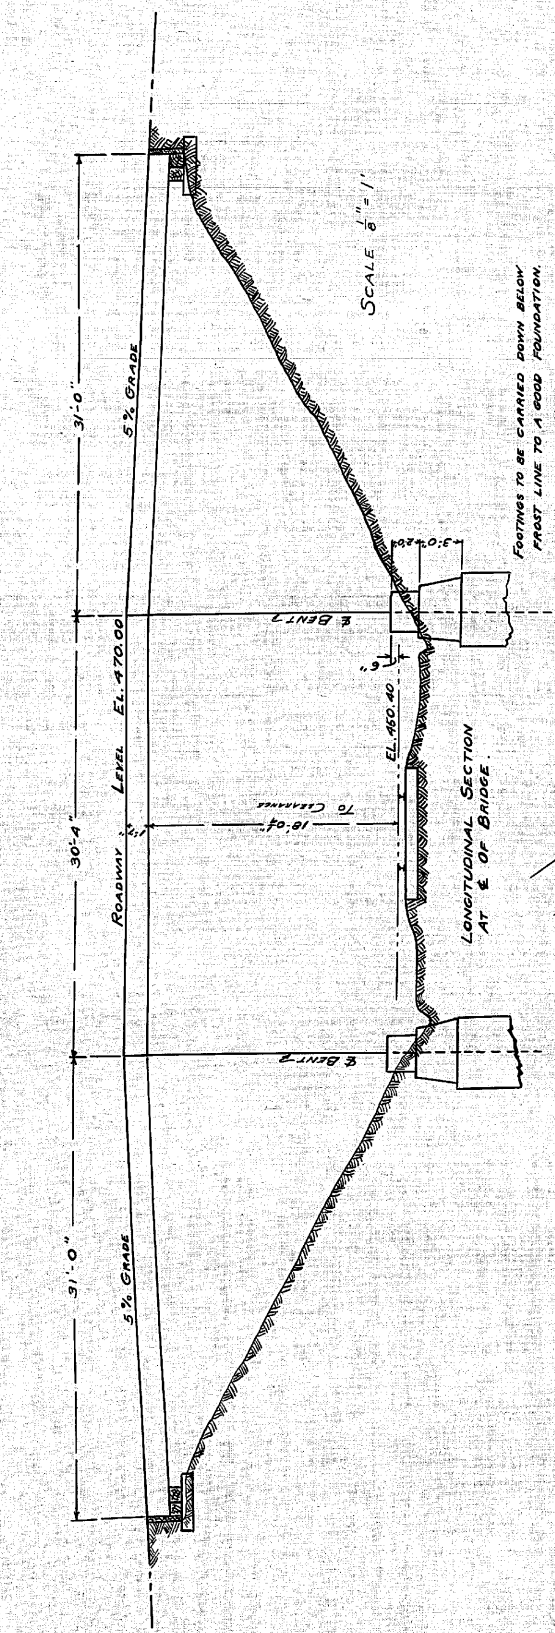 31'-0"
30'-4"
31'-0"
5% GRADE
ROADWAY LEVEL EL. 470.00
5% GRADE
18'-0¼"
TO CLEARANCE
℄ BENT 2
℄ BENT 1
EL. 450.40
6"
2'-0"
3'-0"
SCALE ⅛" = 1'
LONGITUDINAL SECTION
AT ℄ OF BRIDGE.
FOOTINGS TO BE CARRIED DOWN BELOW
FROST LINE TO A GOOD FOUNDATION.